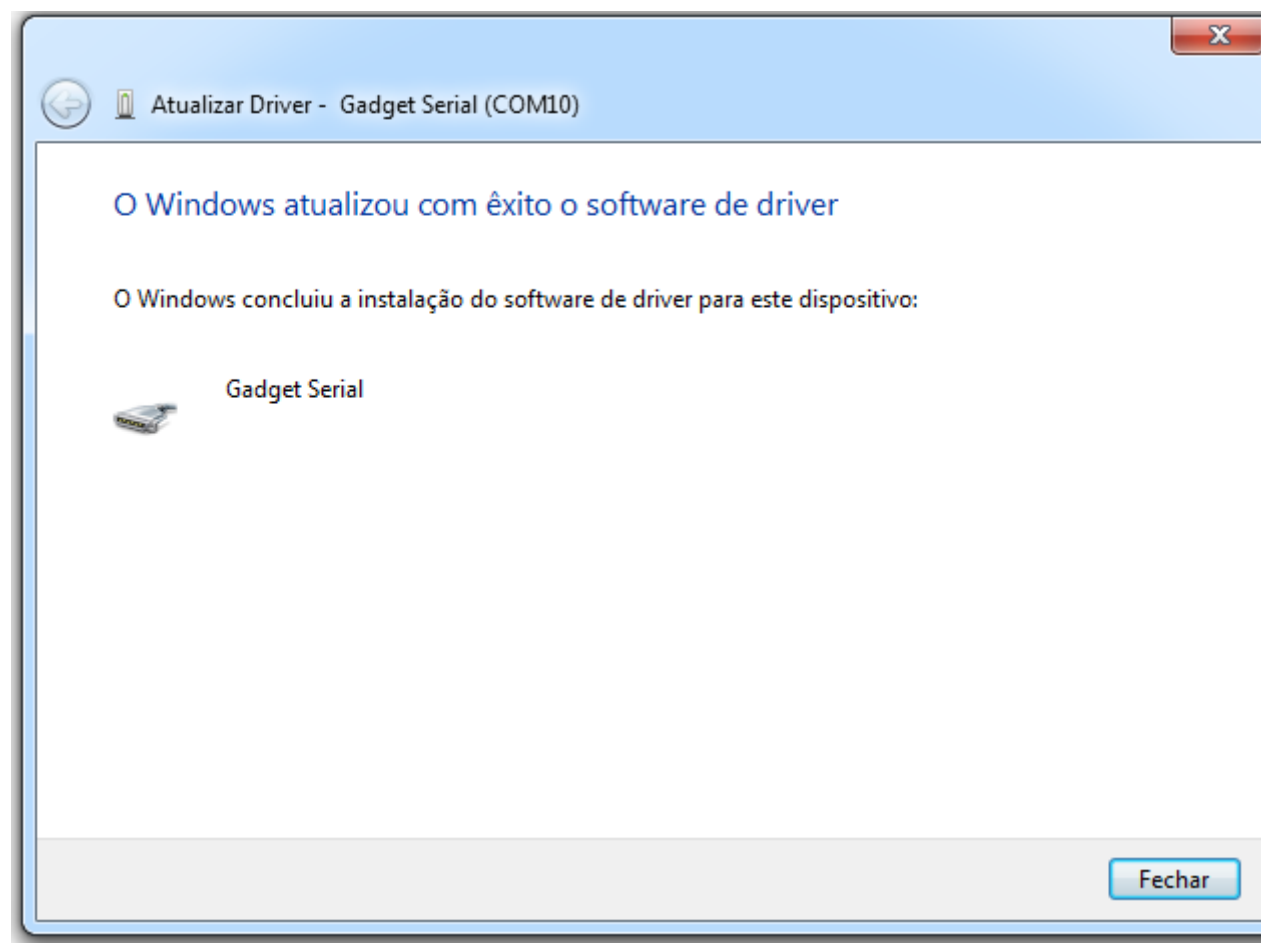 Atualizar Driver - Gadget Serial (COM10)
O Windows atualizou com êxito o software de driver
O Windows concluiu a instalação do software de driver para este dispositivo:
Gadget Serial
Fechar